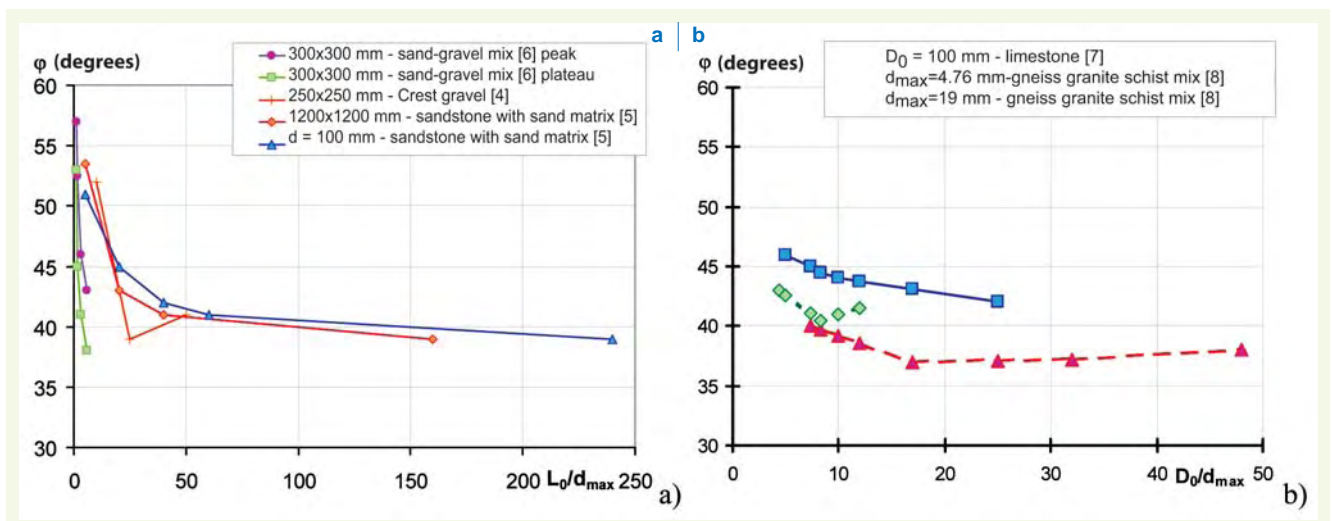 a | b
φ (degrees)
300x300 mm - sand-gravel mix [6] peak
300x300 mm - sand-gravel mix [6] plateau
250x250 mm - Crest gravel [4]
1200x1200 mm - sandstone with sand matrix [5]
d = 100 mm - sandstone with sand matrix [5]
60
55
50
45
40
35
30
0 50 100 150 200 250
L₀/dmax
a)
φ (degrees)
D₀ = 100 mm - limestone [7]
dmax=4.76 mm-gneiss granite schist mix [8]
dmax=19 mm - gneiss granite schist mix [8]
60
55
50
45
40
35
30
0 10 20 30 40 50
D₀/dmax
b)